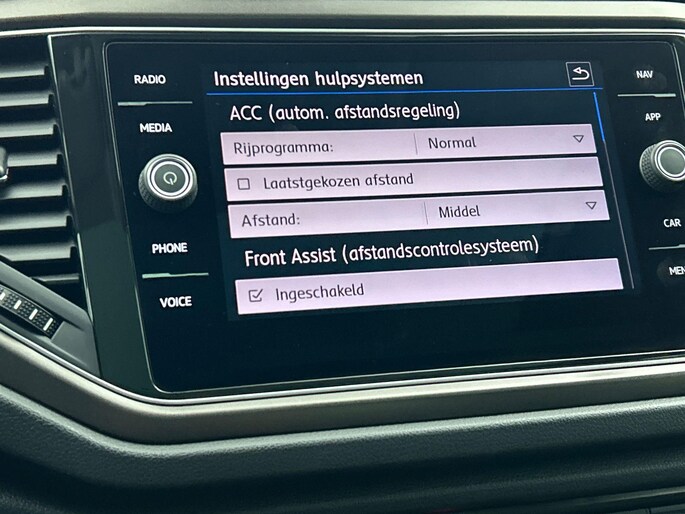 RADIO
MEDIA
PHONE
VOICE
Instellingen hulpsystemen
ACC (autom. afstandsregeling)
Rijprogramma: Normal
Laatstgekozen afstand
Afstand: Middel
Front Assist (afstandscontrolesysteem)
Ingeschakeld
NAV
APP
CAR